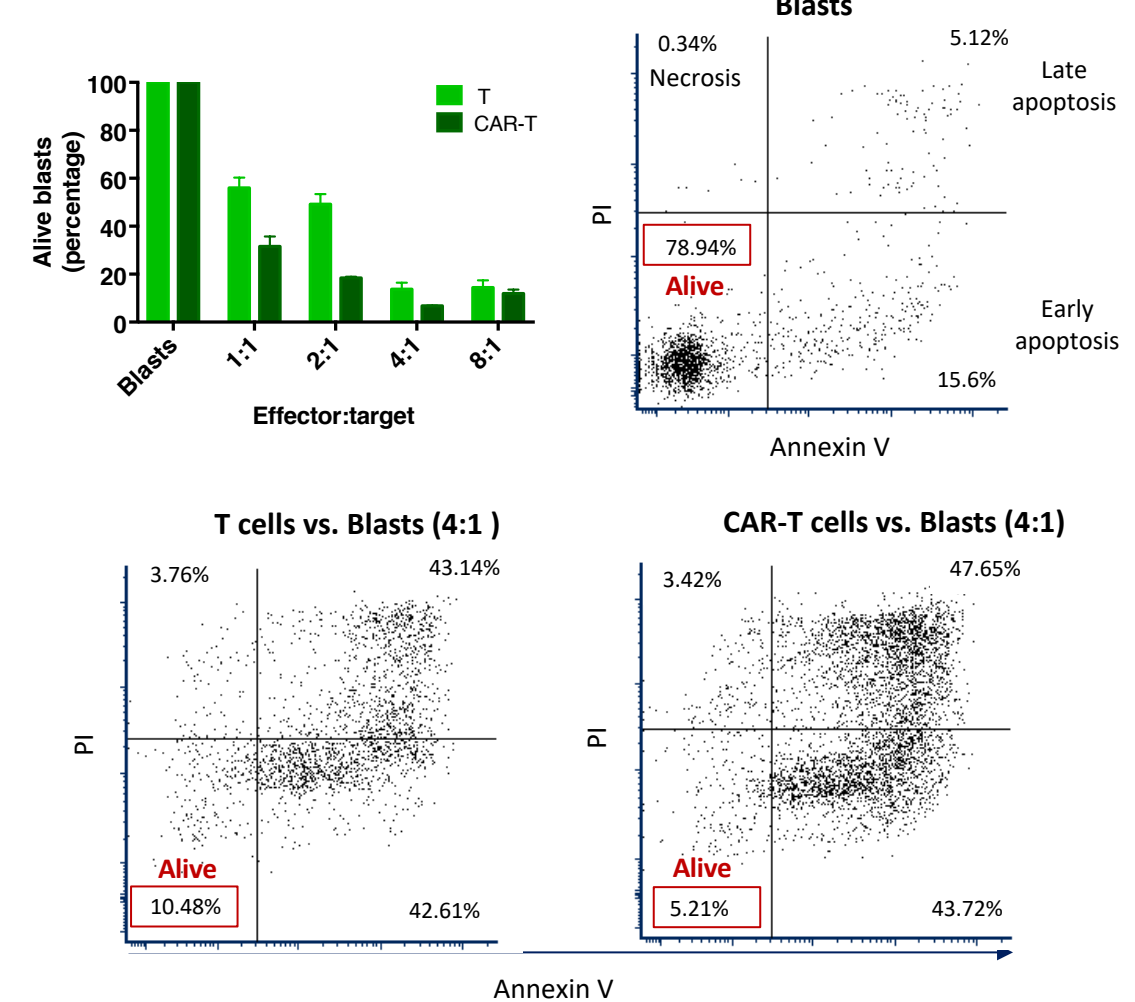 Blasts
100
80
60
40
20
0
Alive blasts
(percentage)
T
CAR-T
Blasts
1:1
2:1
4:1
8:1
Effector:target
0.34%
Necrosis
5.12%
Late
apoptosis
PI
78.94%
Alive
Early
apoptosis
15.6%
Annexin V
T cells vs. Blasts (4:1 )
3.76%
43.14%
PI
Alive
10.48%
42.61%
CAR-T cells vs. Blasts (4:1)
3.42%
47.65%
PI
Alive
5.21%
43.72%
Annexin V